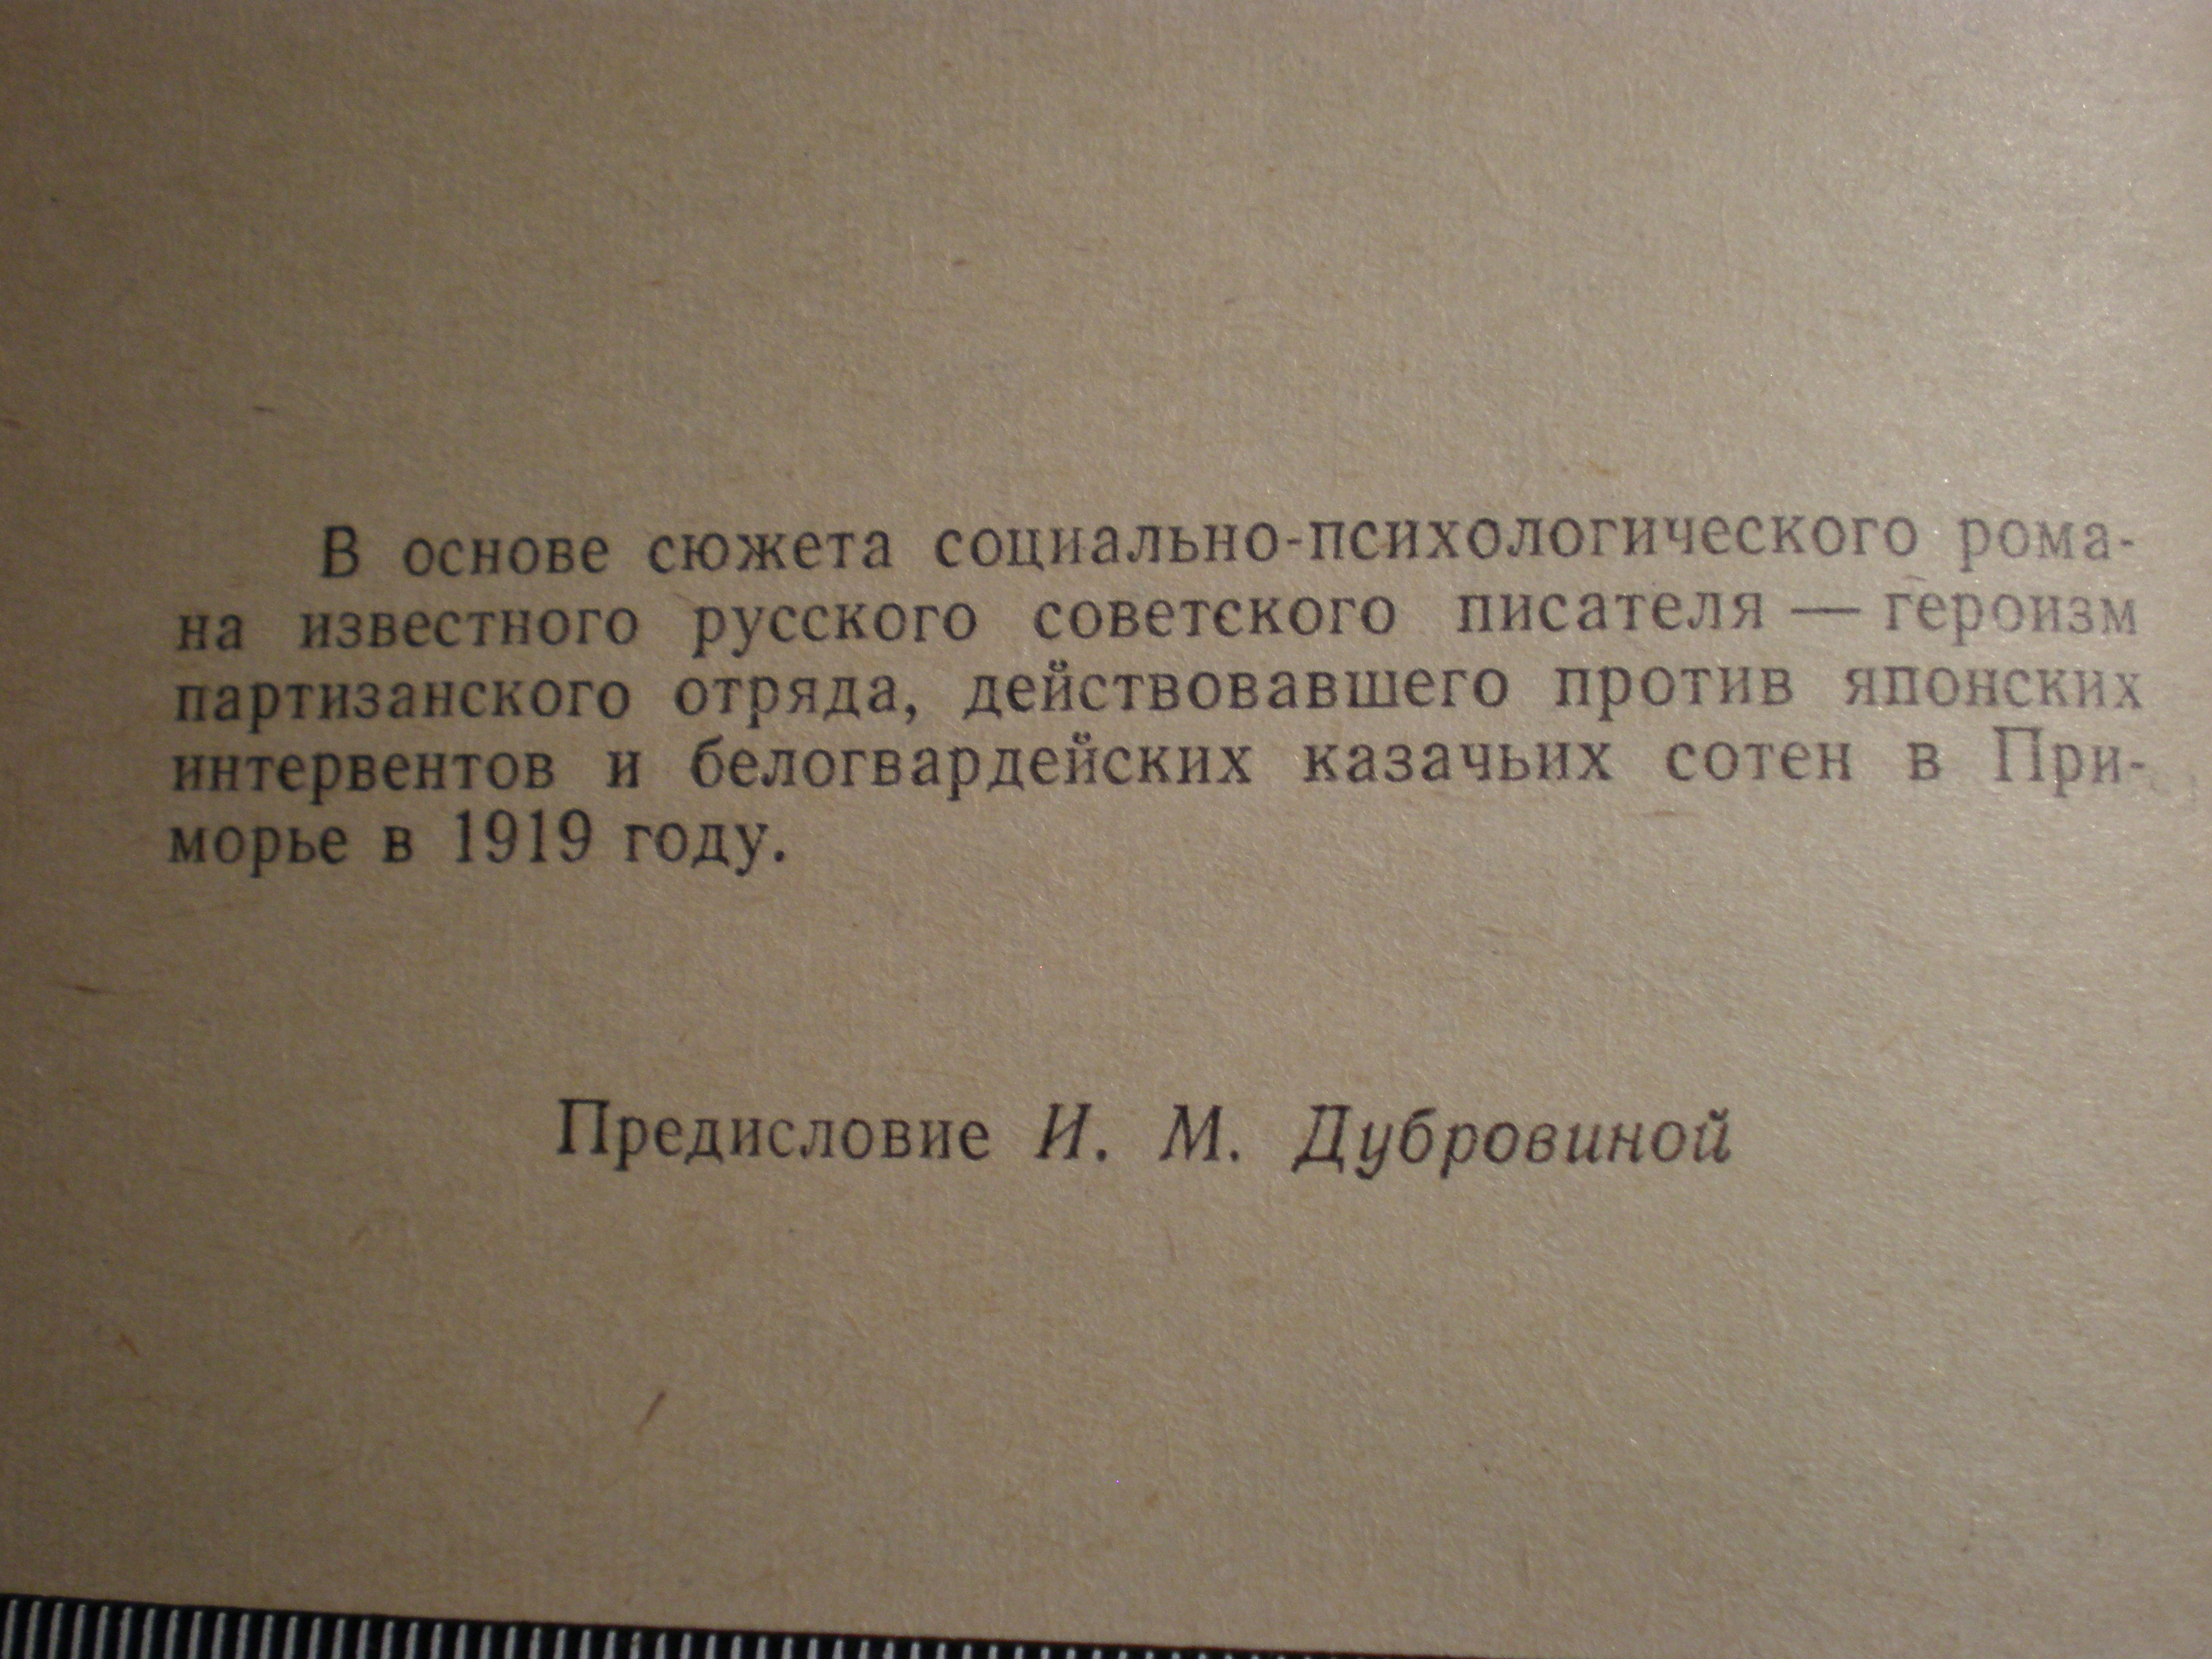 В основе сюжета социально-психологического рома-
на известного русского советского писателя — героизм
партизанского отряда, действовавшего против японских
интервентов и белогвардейских казачьих сотен в При-
морье в 1919 году.
Предисловие И. М. Дубровиной